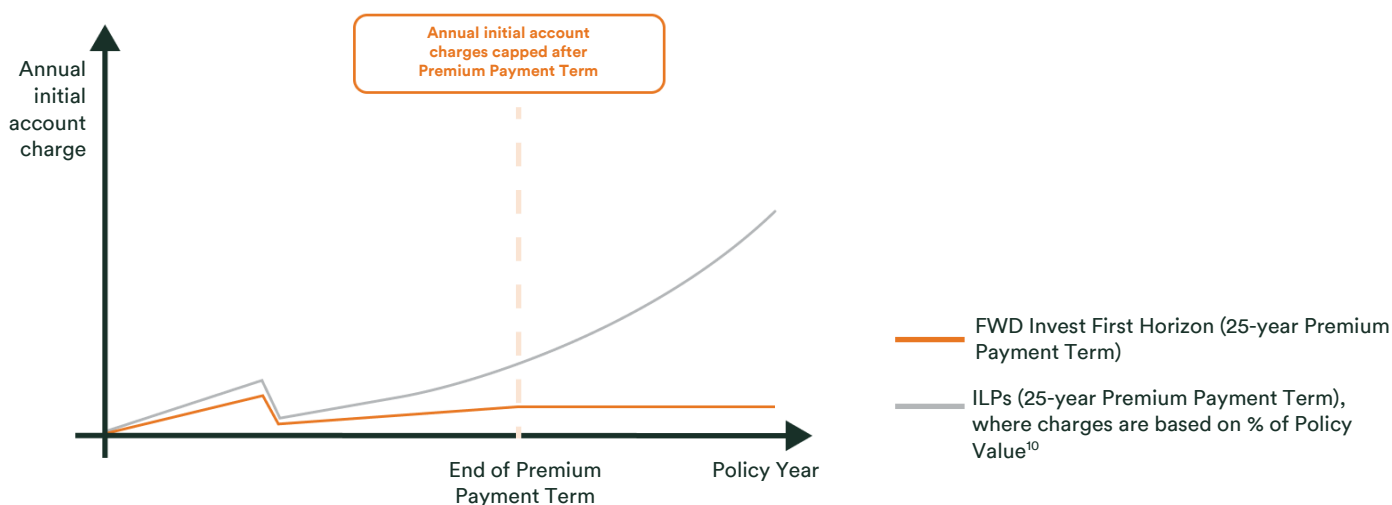 Annual initial account
charges capped after
Premium Payment Term
Annual
initial
account
charge
End of Premium
Payment Term
Policy Year
FWD Invest First Horizon (25-year Premium
Payment Term)
ILPs (25-year Premium Payment Term),
where charges are based on % of Policy
Value¹⁰